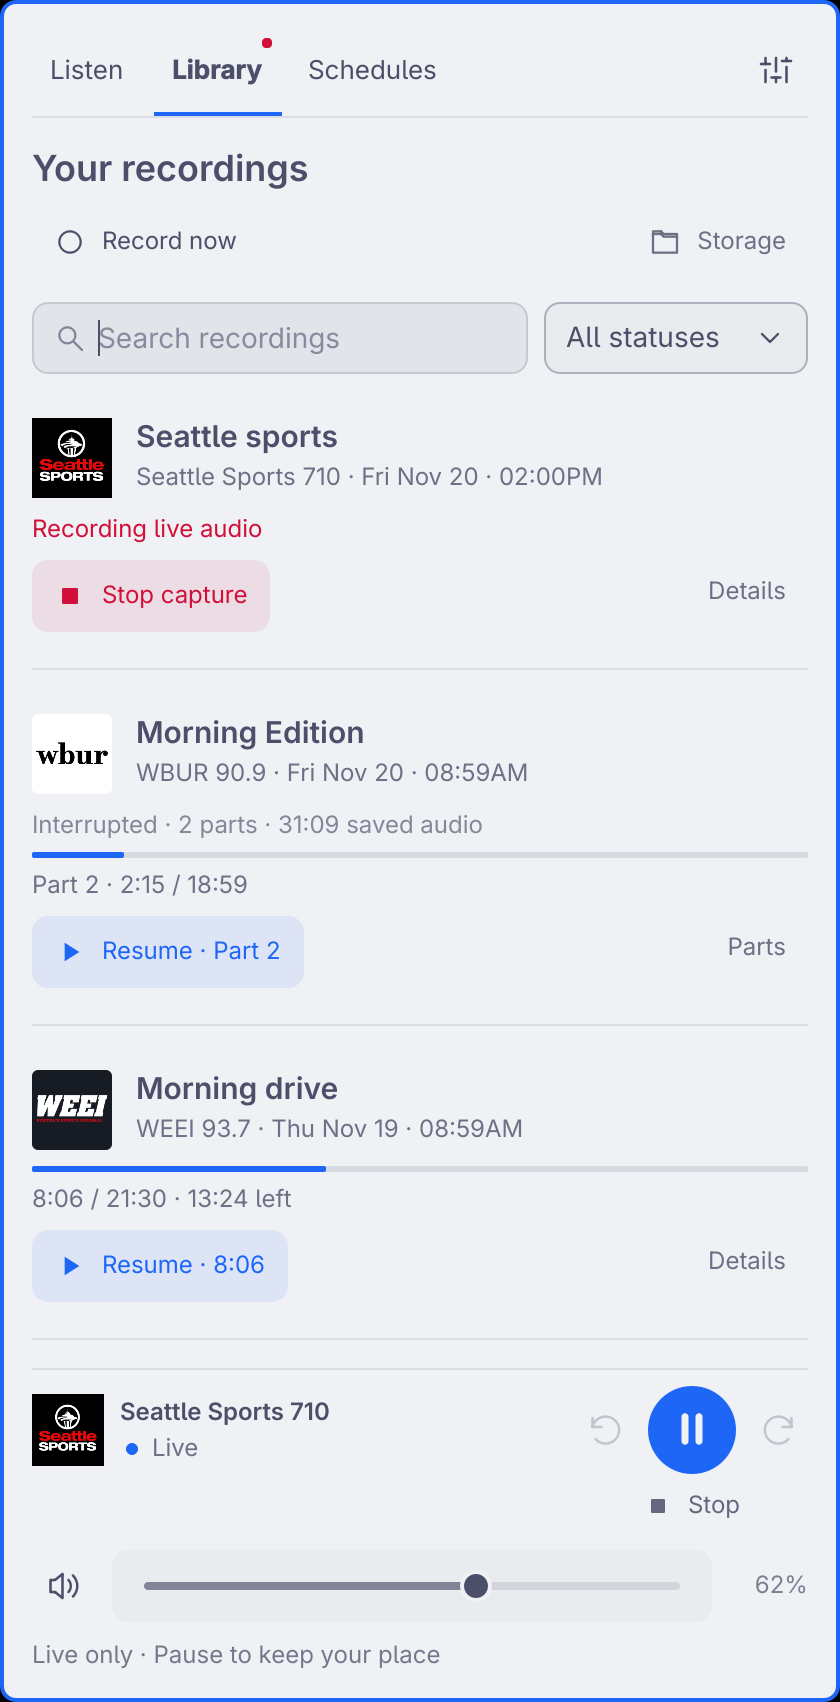 Listen Library Schedules
Your recordings
Record now Storage
Search recordings All statuses
Seattle
SPORTS
Seattle sports
Seattle Sports 710 · Fri Nov 20 · 02:00PM
Recording live audio
Stop capture Details
wbur
Morning Edition
WBUR 90.9 · Fri Nov 20 · 08:59AM
Interrupted · 2 parts · 31:09 saved audio
Part 2 · 2:15 / 18:59
Resume · Part 2 Parts
WEEI
Morning drive
WEEI 93.7 · Thu Nov 19 · 08:59AM
8:06 / 21:30 · 13:24 left
Resume · 8:06 Details
Seattle
SPORTS
Seattle Sports 710
Live
Stop
62%
Live only · Pause to keep your place